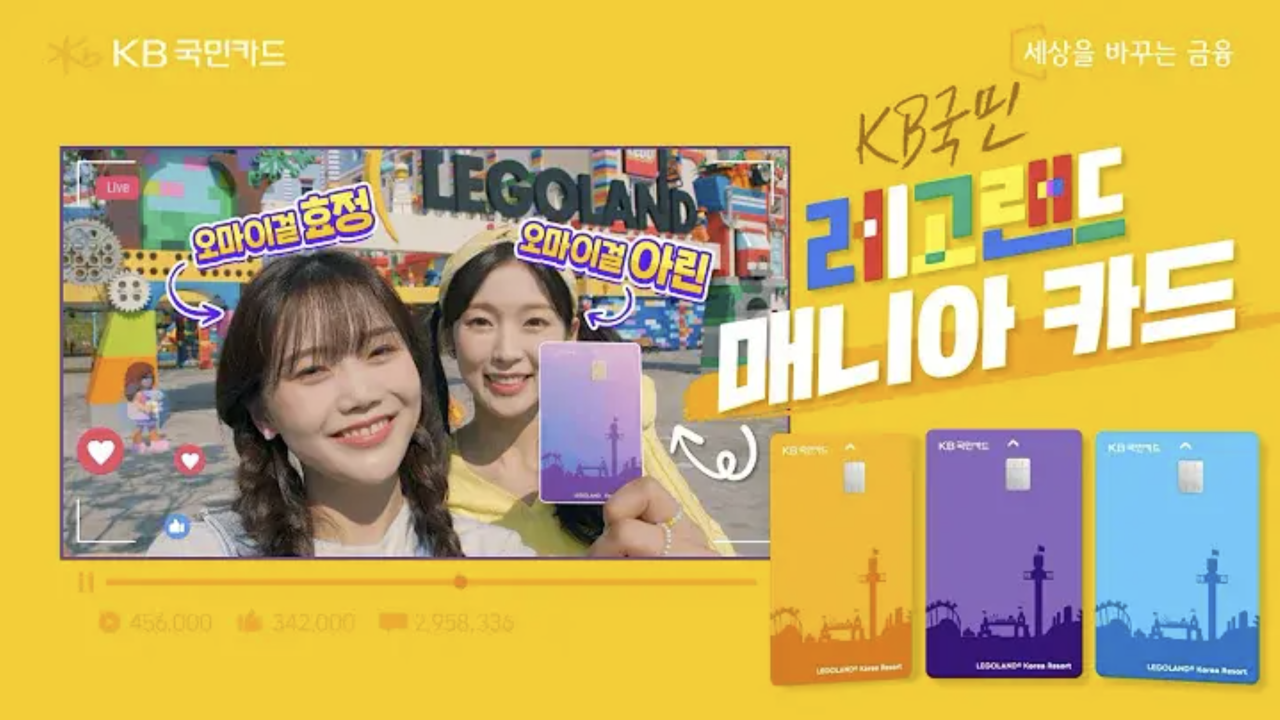 KB 국민카드
세상을 바꾸는 금융
KB국민
레고랜드
매니아 카드
Live
LEGOLAND
오마이걸 효정
오마이걸 아린
LEGOLAND
456,000 342,000 2,958,336
KB 국민카드
LEGOLAND® Korea Resort
KB 국민카드
LEGOLAND® Korea Resort
KB 국민카드
LEGOLAND® Korea Resort